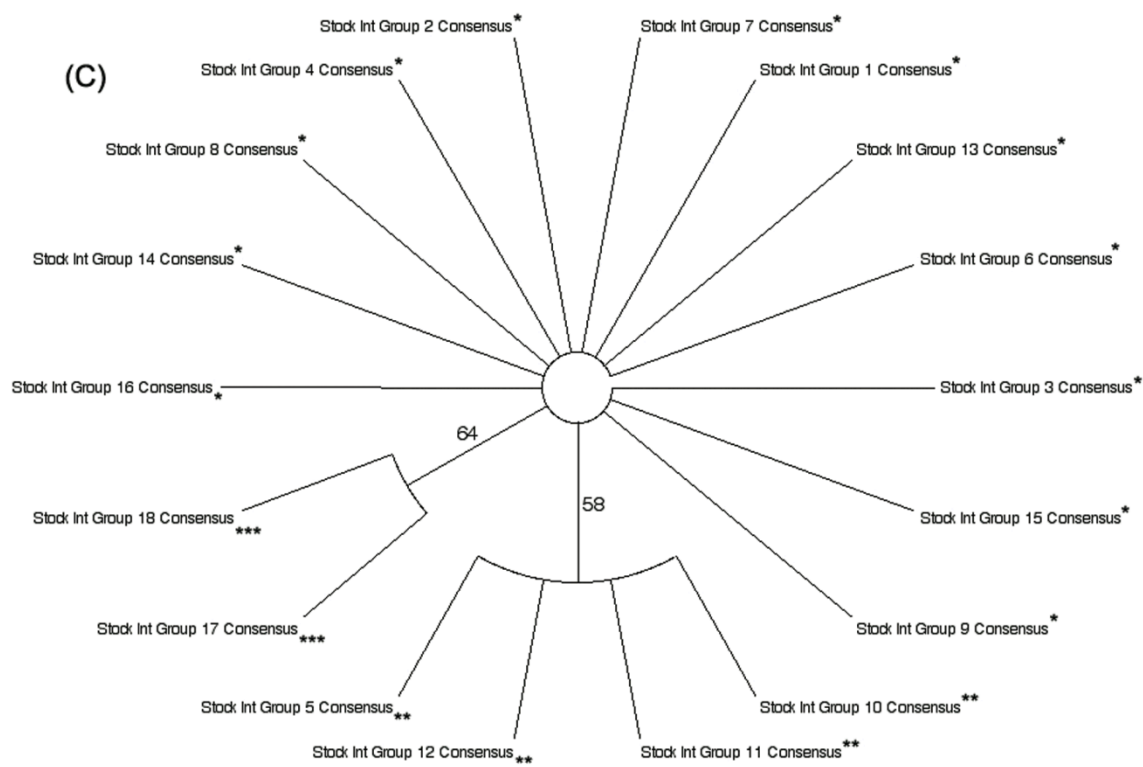 Stock Int Group 2 Consensus*
Stock Int Group 7 Consensus*
(C)
Stock Int Group 4 Consensus*
Stock Int Group 1 Consensus*
Stock Int Group 8 Consensus*
Stock Int Group 13 Consensus*
Stock Int Group 14 Consensus*
Stock Int Group 6 Consensus*
Stock Int Group 16 Consensus*
Stock Int Group 3 Consensus*
64
58
Stock Int Group 18 Consensus***
Stock Int Group 15 Consensus*
Stock Int Group 17 Consensus***
Stock Int Group 9 Consensus*
Stock Int Group 5 Consensus**
Stock Int Group 10 Consensus**
Stock Int Group 12 Consensus**
Stock Int Group 11 Consensus**